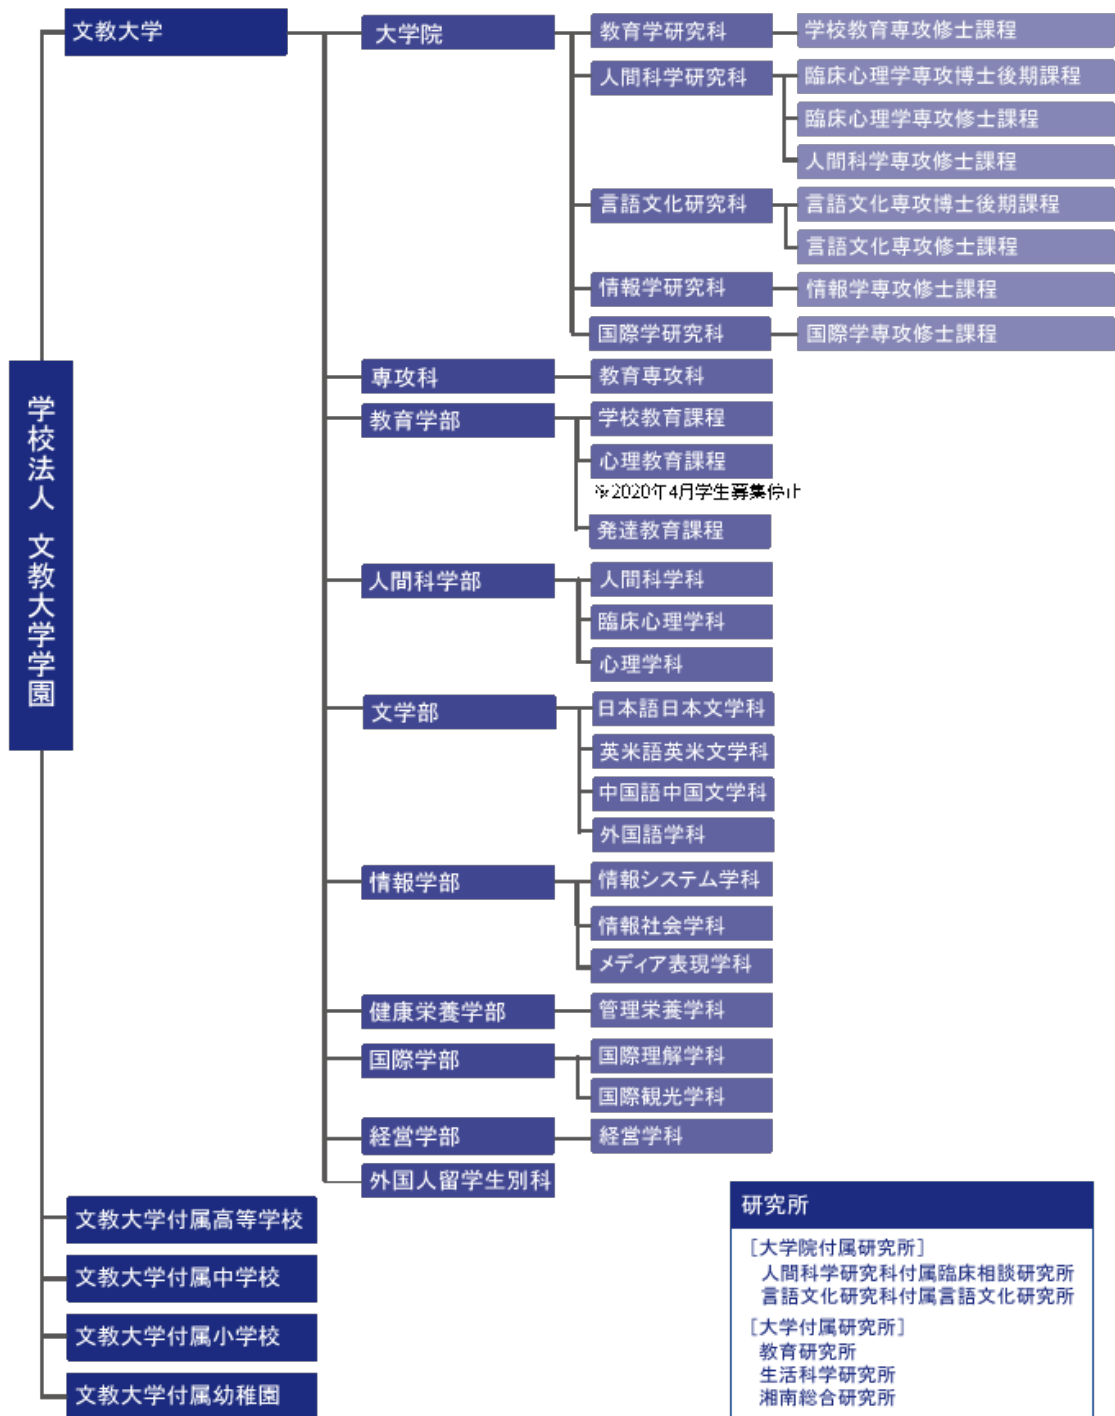 文教大学
大学院
教育学研究科
学校教育専攻修士課程
人間科学研究科
臨床心理学専攻博士後期課程
臨床心理学専攻修士課程
人間科学専攻修士課程
言語文化研究科
言語文化専攻博士後期課程
言語文化専攻修士課程
情報学研究科
情報学専攻修士課程
国際学研究科
国際学専攻修士課程
学校法人 文教大学学園
専攻科
教育専攻科
教育学部
学校教育課程
心理教育課程
※2020年4月学生募集停止
発達教育課程
人間科学部
人間科学科
臨床心理学科
心理学科
文学部
日本語日本文学科
英米語英米文学科
中国語中国文学科
外国語学科
情報学部
情報システム学科
情報社会学科
メディア表現学科
健康栄養学部
管理栄養学科
国際学部
国際理解学科
国際観光学科
経営学部
経営学科
外国人留学生別科
文教大学付属高等学校
文教大学付属中学校
文教大学付属小学校
文教大学付属幼稚園
研究所
［大学院付属研究所］
人間科学研究科付属臨床相談研究所
言語文化研究科付属言語文化研究所
［大学付属研究所］
教育研究所
生活科学研究所
湘南総合研究所